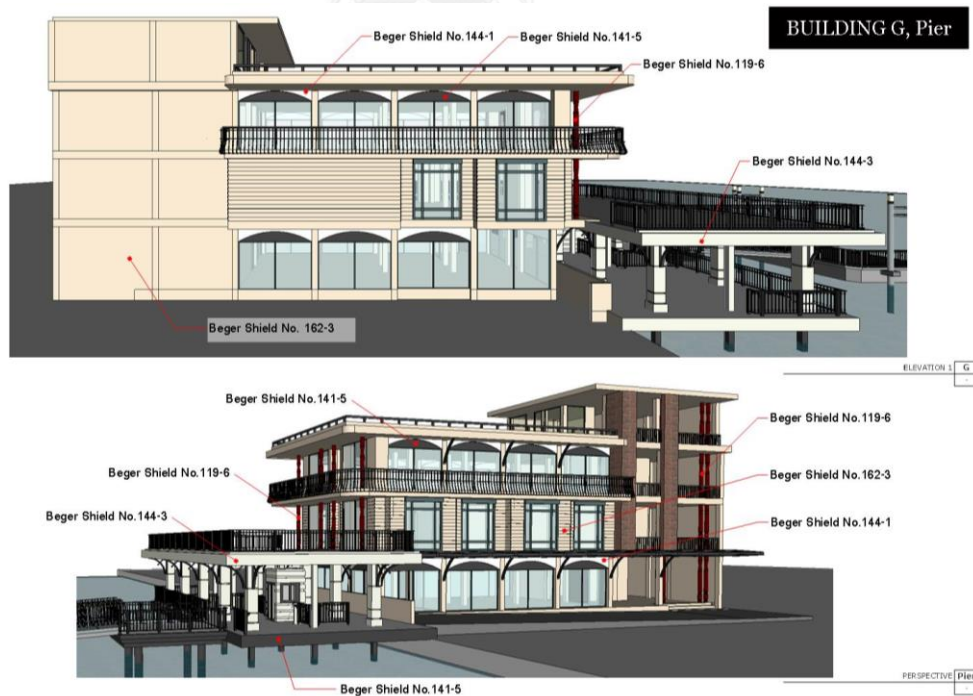 BUILDING G, Pier
Beger Shield No.144-1
Beger Shield No.141-5
Beger Shield No.119-6
Beger Shield No.144-3
Beger Shield No. 162-3
ELEVATION 1 G
Beger Shield No.141-5
Beger Shield No.119-6
Beger Shield No.119-6
Beger Shield No.162-3
Beger Shield No.144-3
Beger Shield No.144-1
Beger Shield No.141-5
PERSPECTIVE Pier